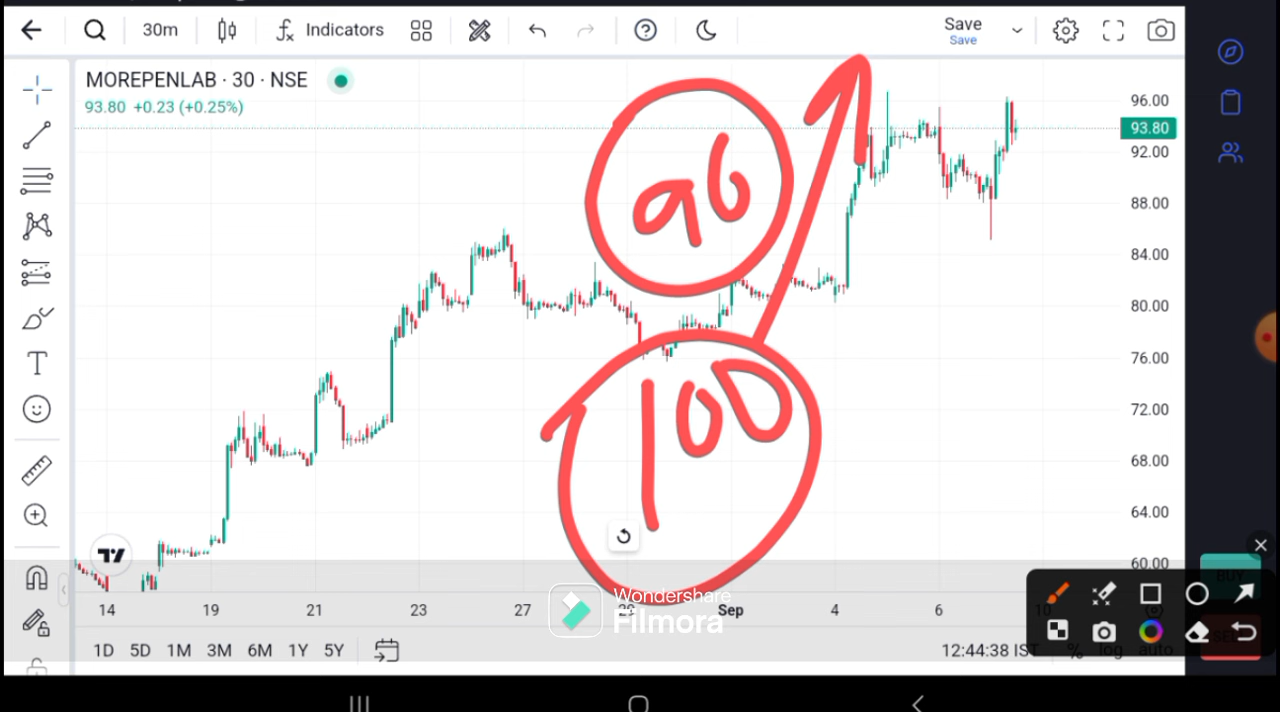 30m
Indicators
Save
Save
MOREPENLAB · 30 · NSE
93.80 +0.23 (+0.25%)
96.00
93.80
92.00
88.00
84.00
80.00
76.00
72.00
68.00
64.00
60.00
96
100
14 19 21 23 27 29 Sep 4 6 10
Wondershare
Filmora
1D 5D 1M 3M 6M 1Y 5Y
12:44:38 IST % log auto
BUY